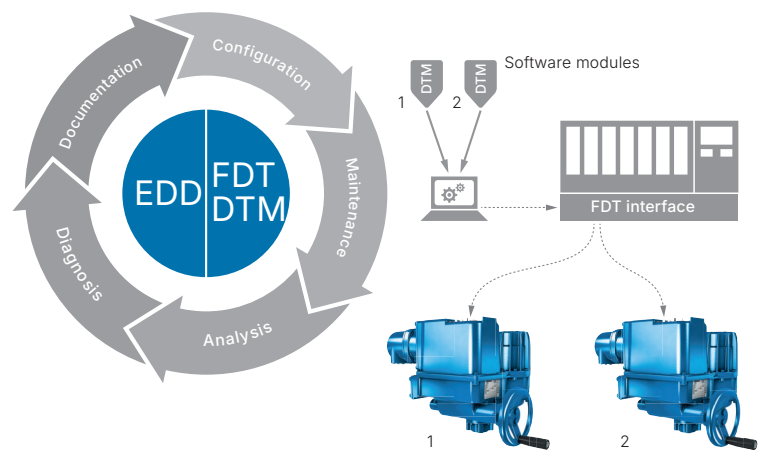 Documentation
Configuration
Maintenance
Analysis
Diagnosis
EDD
FDT
DTM
DTM
DTM
Software modules
1
2
FDT interface
1
2